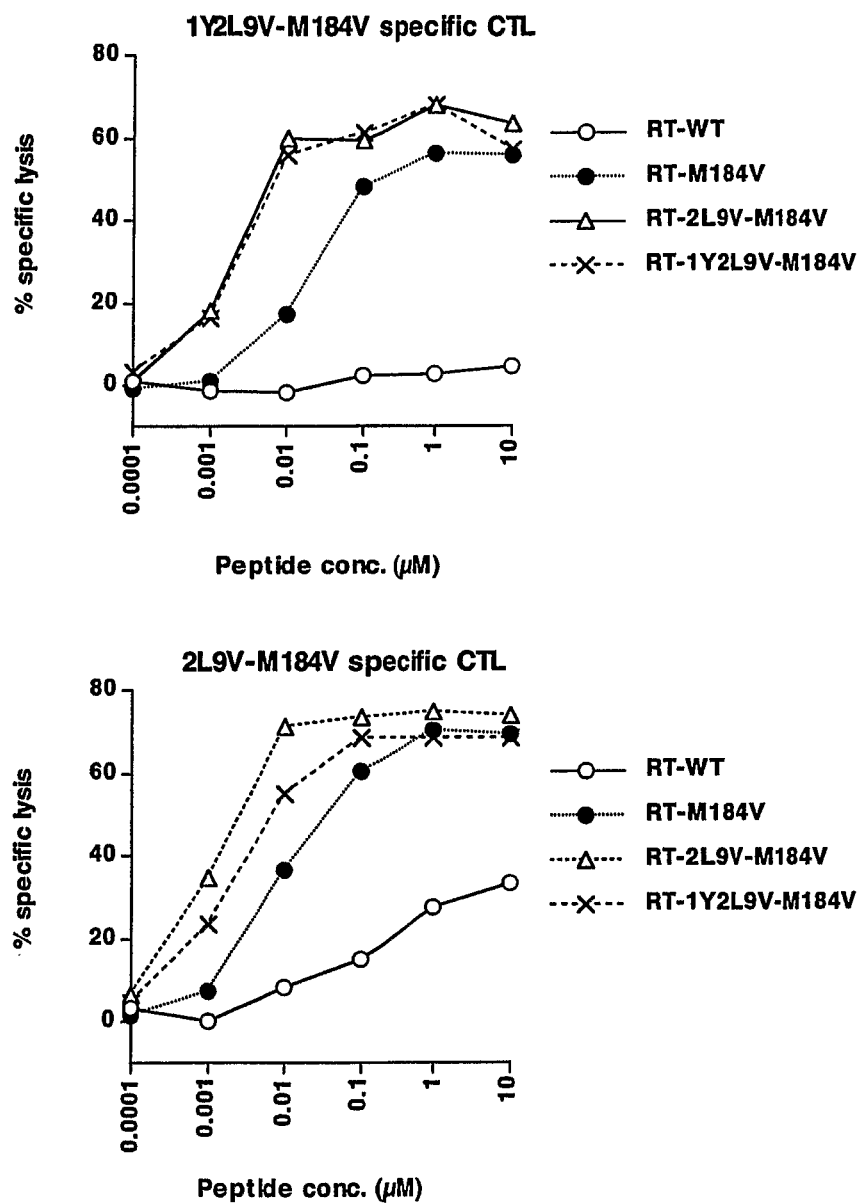 1Y2L9V-M184V specific CTL
80
60
40
20
0
% specific lysis
0.0001
0.001
0.01
0.1
1
10
Peptide conc. (µM)
RT-WT
RT-M184V
RT-2L9V-M184V
RT-1Y2L9V-M184V
2L9V-M184V specific CTL
80
60
40
20
0
% specific lysis
0.0001
0.001
0.01
0.1
1
10
Peptide conc. (µM)
RT-WT
RT-M184V
RT-2L9V-M184V
RT-1Y2L9V-M184V